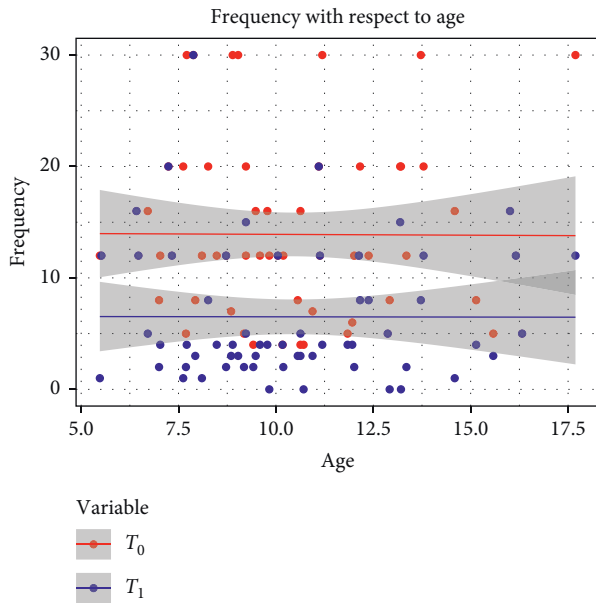 Frequency with respect to age
30
20
10
0
Frequency
5.0 7.5 10.0 12.5 15.0 17.5
Age
Variable
T₀
T₁